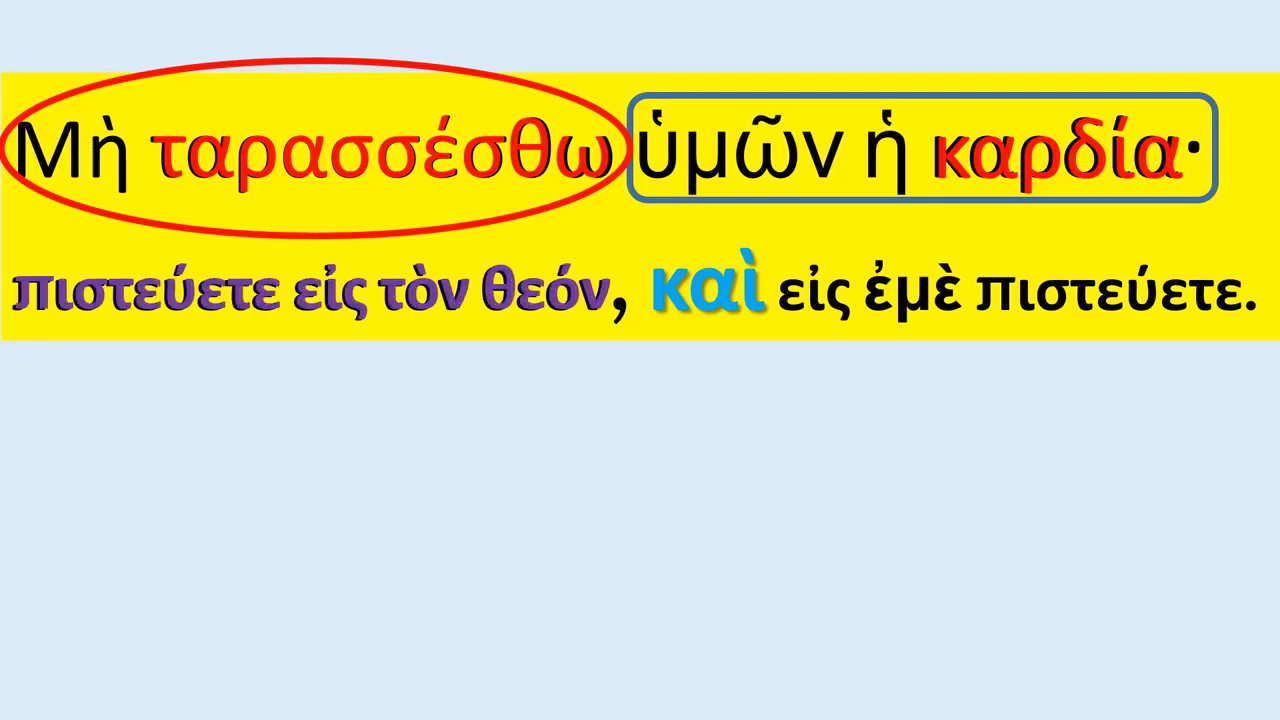 Μὴ ταρασσέσθω ὑμῶν ἡ καρδία·
πιστεύετε εἰς τὸν θεόν, καὶ εἰς ἐμὲ πιστεύετε.